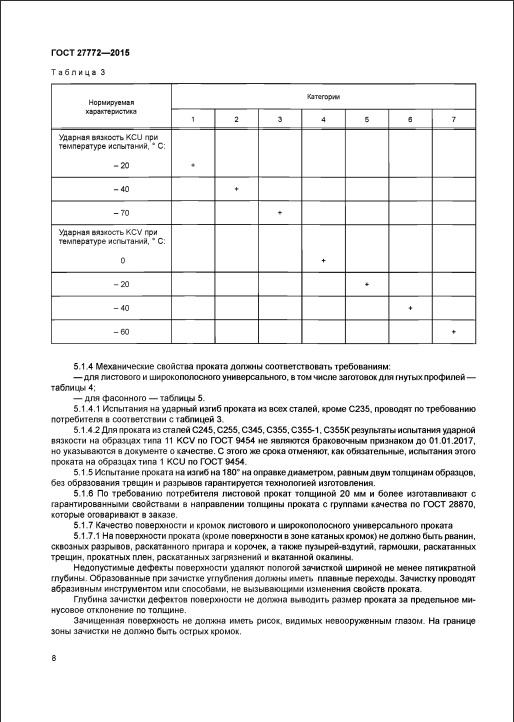 ГОСТ 27772—2015
Таблица 3
Нормируемая характеристика
Категории
1 2 3 4 5 6 7
Ударная вязкость KCU при
температуре испытаний, ° С:
– 20 +
– 40 +
– 70 +
Ударная вязкость KCV при
температуре испытаний, ° С:
0 +
– 20 +
– 40 +
– 60 +
5.1.4 Механические свойства проката должны соответствовать требованиям:
— для листового и широкополосного универсального, в том числе заготовок для гнутых профилей —
таблицы 4;
— для фасонного — таблицы 5.
5.1.4.1 Испытания на ударный изгиб проката из всех сталей, кроме С235, проводят по требованию
потребителя в соответствии с таблицей 3.
5.1.4.2 Для проката из сталей С245, С255, С345, С355, С355-1, С355К результаты испытания ударной
вязкости на образцах типа 11 KCV по ГОСТ 9454 не являются браковочным признаком до 01.01.2017,
но указываются в документе о качестве. С этого же срока отменяют, как обязательные, испытания этого
проката на образцах типа 1 KCU по ГОСТ 9454.
5.1.5 Испытание проката на изгиб на 180° на оправке диаметром, равным двум толщинам образцов,
без образования трещин и разрывов гарантируется технологией изготовления.
5.1.6 По требованию потребителя листовой прокат толщиной 20 мм и более изготавливают с
гарантированными свойствами в направлении толщины проката с группами качества по ГОСТ 28870,
которые оговаривают в заказе.
5.1.7 Качество поверхности и кромок листового и широкополосного универсального проката
5.1.7.1 На поверхности проката (кроме поверхности в зоне катаных кромок) не должно быть рванин,
сквозных разрывов, раскатанного пригара и корочек, а также пузырей-вздутий, гармошки, раскатанных
трещин, прокатных плен, раскатанных загрязнений и вкатанной окалины.
Недопустимые дефекты поверхности удаляют пологой зачисткой шириной не менее пятикратной
глубины. Образованные при зачистке углубления должны иметь плавные переходы. Зачистку проводят
абразивным инструментом или способами, не вызывающими изменения свойств проката.
Глубина зачистки дефектов поверхности не должна выводить размер проката за предельное ми-
нусовое отклонение по толщине.
Зачищенная поверхность не должна иметь рисок, видимых невооруженным глазом. На границе
зоны зачистки не должно быть острых кромок.
8